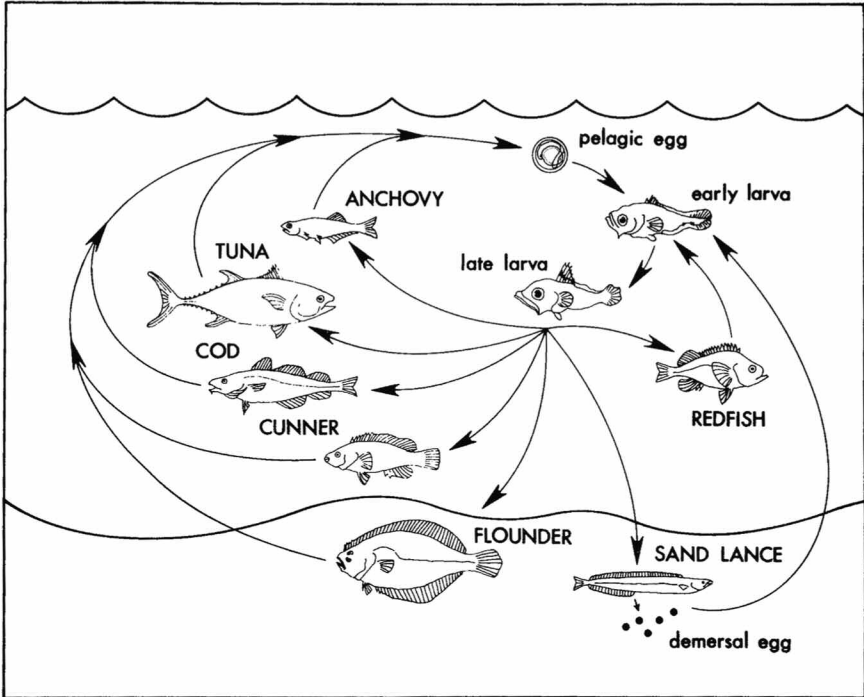 pelagic egg
ANCHOVY
early larva
TUNA
late larva
COD
REDFISH
CUNNER
FLOUNDER
SAND LANCE
demersal egg